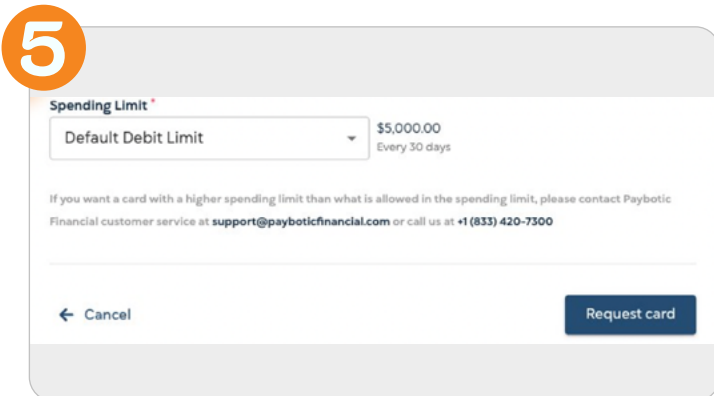 5
Spending Limit *
Default Debit Limit
$5,000.00
Every 30 days
If you want a card with a higher spending limit than what is allowed in the spending limit, please contact Paybotic
Financial customer service at support@payboticfinancial.com or call us at +1 (833) 420-7300
← Cancel
Request card